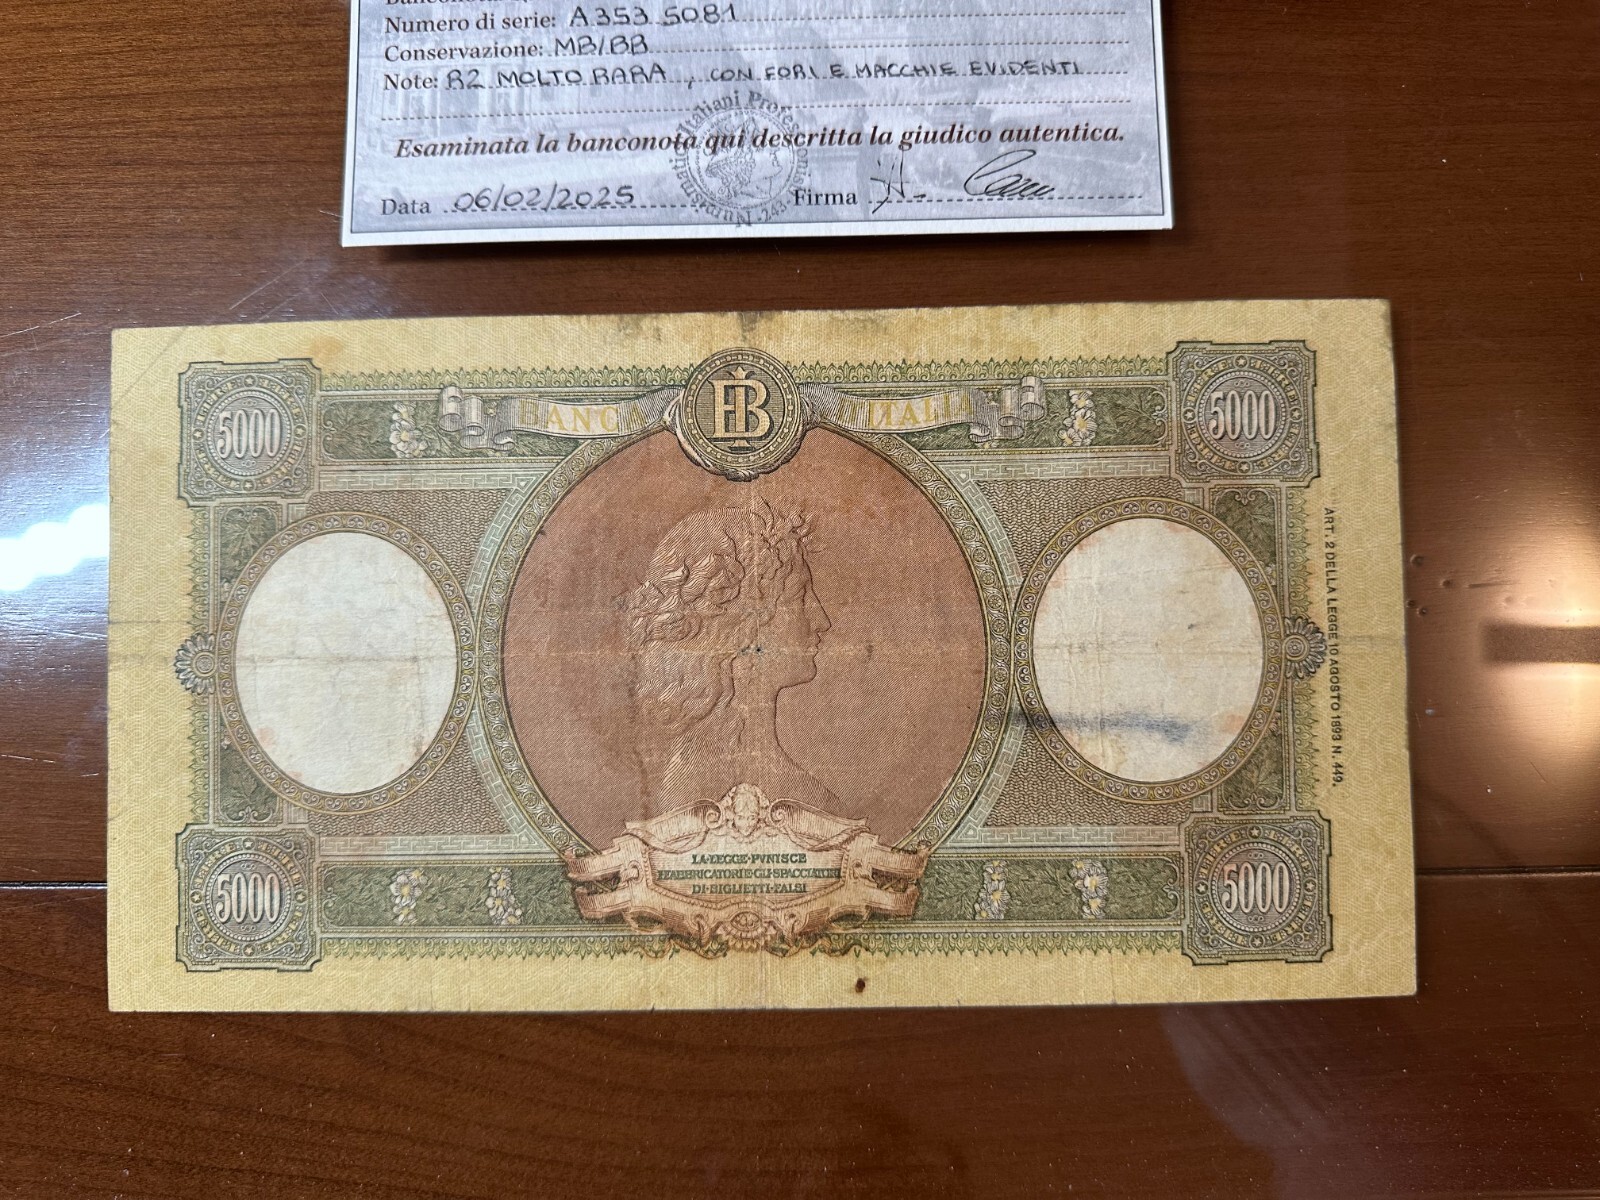 Numero di serie: A353 5081
Conservazione: MB/BB
Note: R2 MOLTO RARA, CON FORI E MACCHIE EVIDENTI
Esaminata la banconota qui descritta la giudico autentica.
Data 06/02/2025 Firma
BANCA D'ITALIA
5000
5000
ART. 2 DELLA LEGGE 10 AGOSTO 1893 N. 449.
LA·LEGGE·PVNISCE
I·FABBRICATORI·E·GLI·SPACCIATORI
DI·BIGLIETTI·FALSI
5000
5000